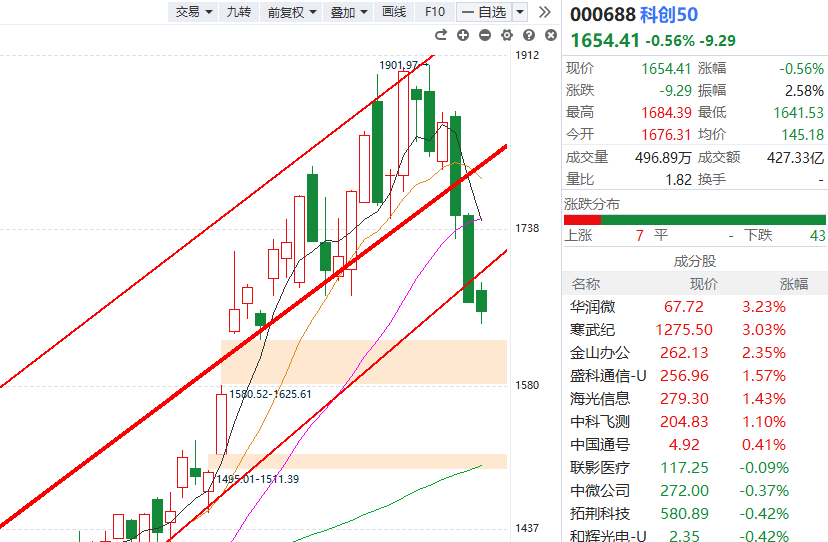 交易 九转 前复权 叠加 画线 F10 一自选
1901.97
1912
1738
1580
1437
1580.52-1625.61
1495.01-1511.39
000688 科创50
1654.41 -0.56% -9.29
现价 1654.41 涨幅 -0.56%
涨跌 -9.29 振幅 2.58%
最高 1684.39 最低 1641.53
今开 1676.31 均价 145.18
成交量 496.89万 成交额 427.33亿
量比 1.82 换手 -
涨跌分布
上涨 7 平 - 下跌 43
成分股
名称 现价 涨幅
华润微 67.72 3.23%
寒武纪 1275.50 3.03%
金山办公 262.13 2.35%
盛科通信-U 256.96 1.57%
海光信息 279.30 1.43%
中科飞测 204.83 1.10%
中国通号 4.92 0.41%
联影医疗 117.25 -0.09%
中微公司 272.00 -0.37%
拓荆科技 580.89 -0.42%
和辉光电-U 2.35 -0.42%